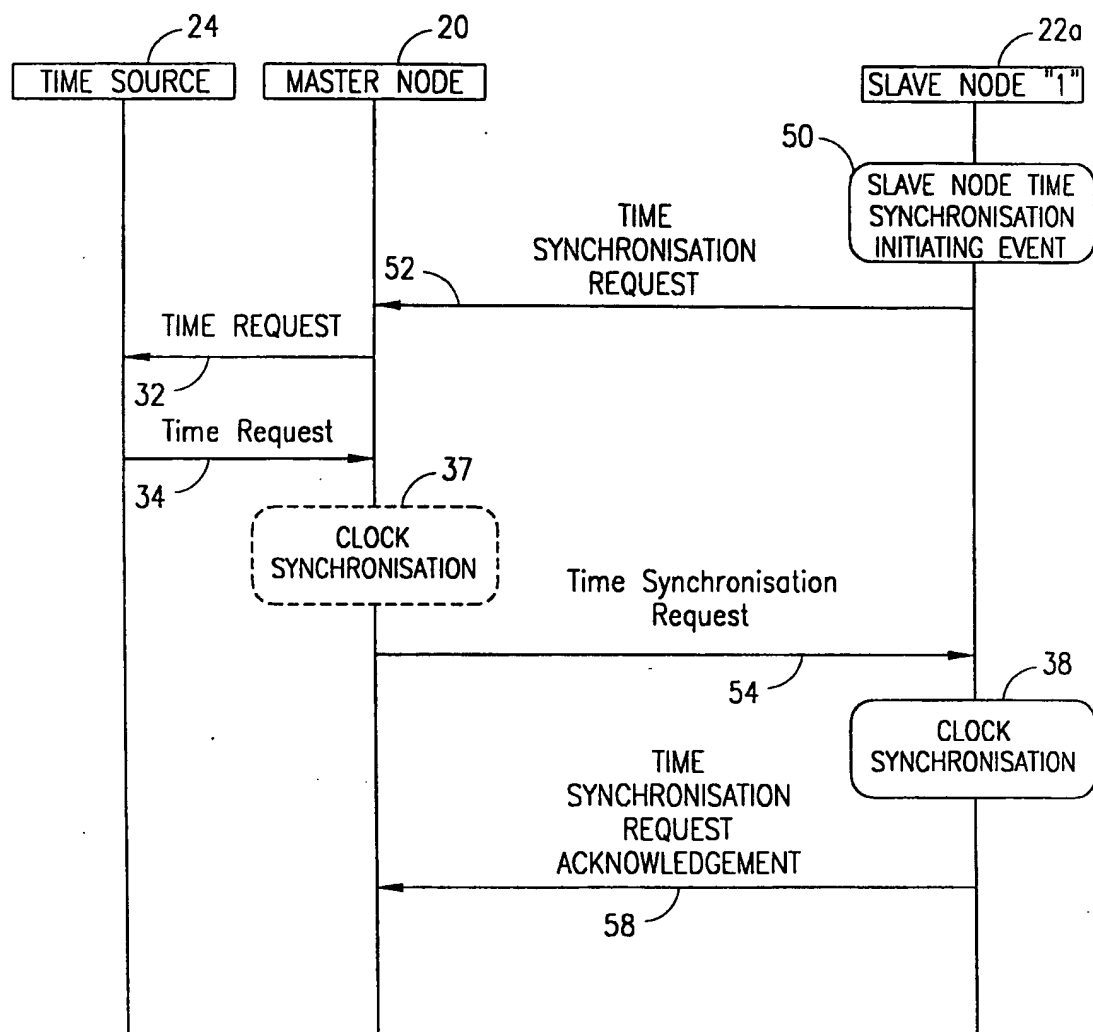 24
20
22a
TIME SOURCE
MASTER NODE
SLAVE NODE "1"
50
SLAVE NODE TIME
SYNCHRONISATION
INITIATING EVENT
TIME
SYNCHRONISATION
REQUEST
52
TIME REQUEST
32
Time Request
34
37
CLOCK
SYNCHRONISATION
Time Synchronisation
Request
54
38
CLOCK
SYNCHRONISATION
TIME
SYNCHRONISATION
REQUEST
ACKNOWLEDGEMENT
58